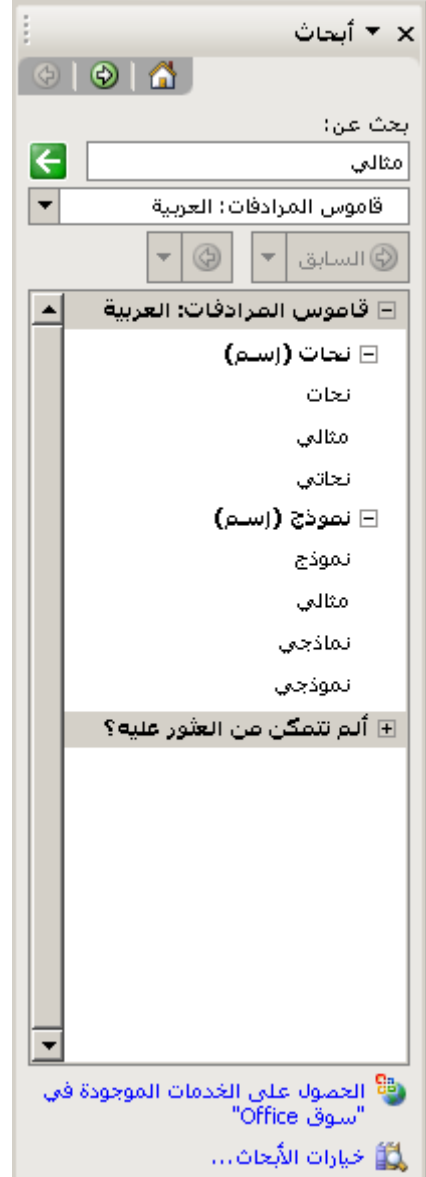 أبحاث
بحث عن:
مثالي
قاموس المرادفات: العربية
السابق
قاموس المرادفات: العربية
نحات (إسم)
نحات
مثالي
نحاتي
نموذج (إسم)
نموذج
مثالي
نماذجي
نموذجي
ألم تتمكن من العثور عليه؟
الحصول على الخدمات الموجودة في
"سوق Office"
خيارات الأبحاث...